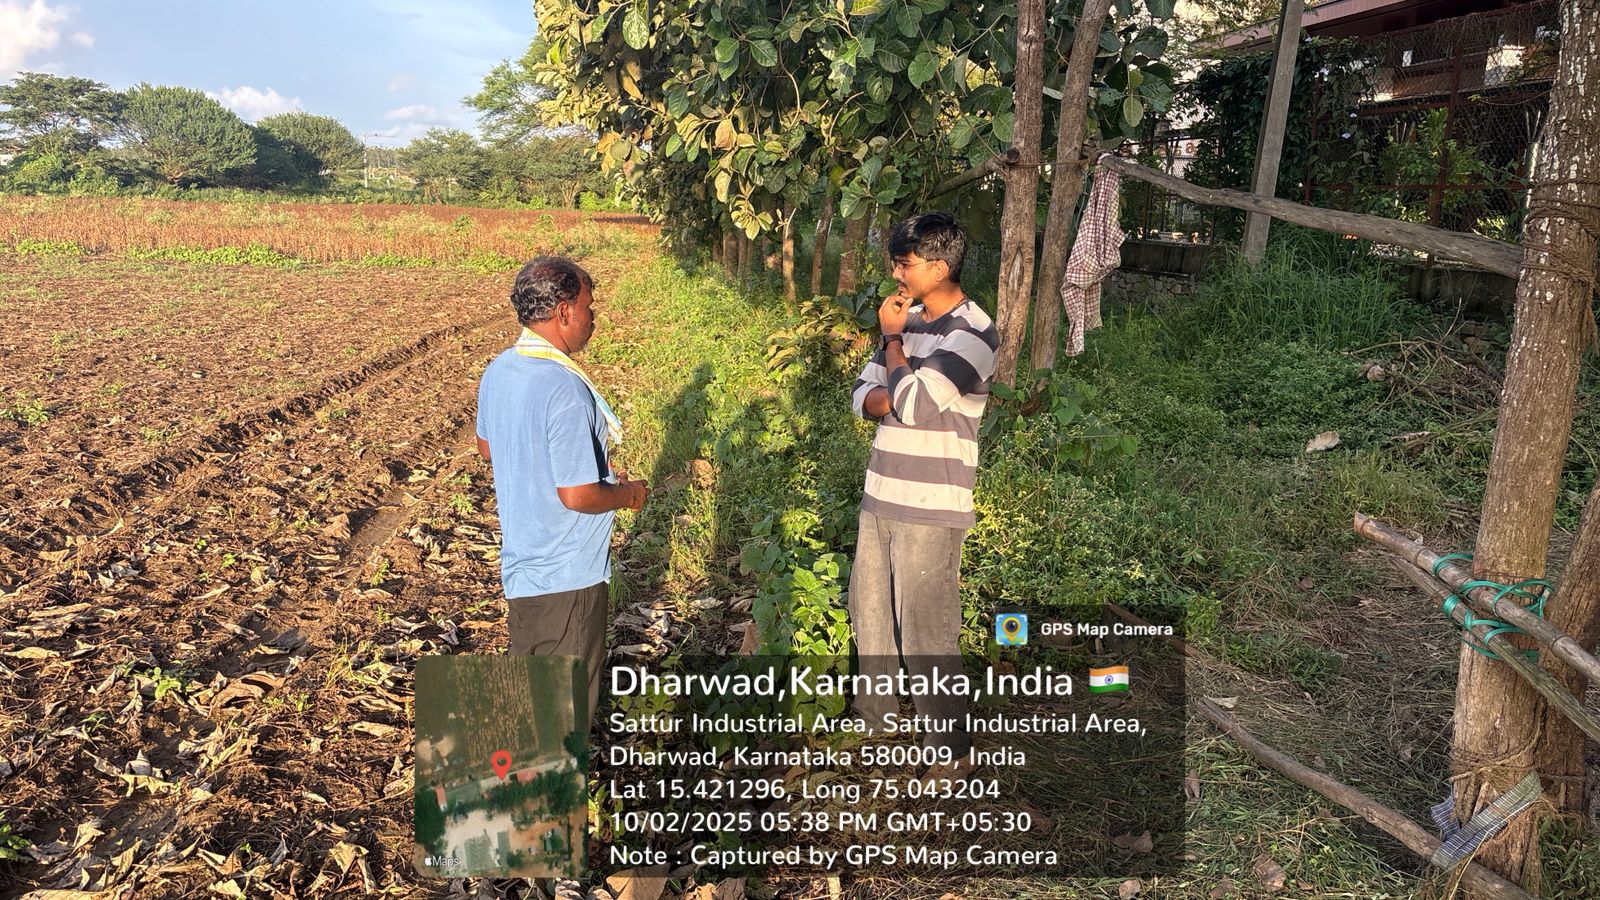 GPS Map Camera
Dharwad,Karnataka,India 🇮🇳
Sattur Industrial Area, Sattur Industrial Area,
Dharwad, Karnataka 580009, India
Lat 15.421296, Long 75.043204
10/02/2025 05:38 PM GMT+05:30
Note : Captured by GPS Map Camera
Maps